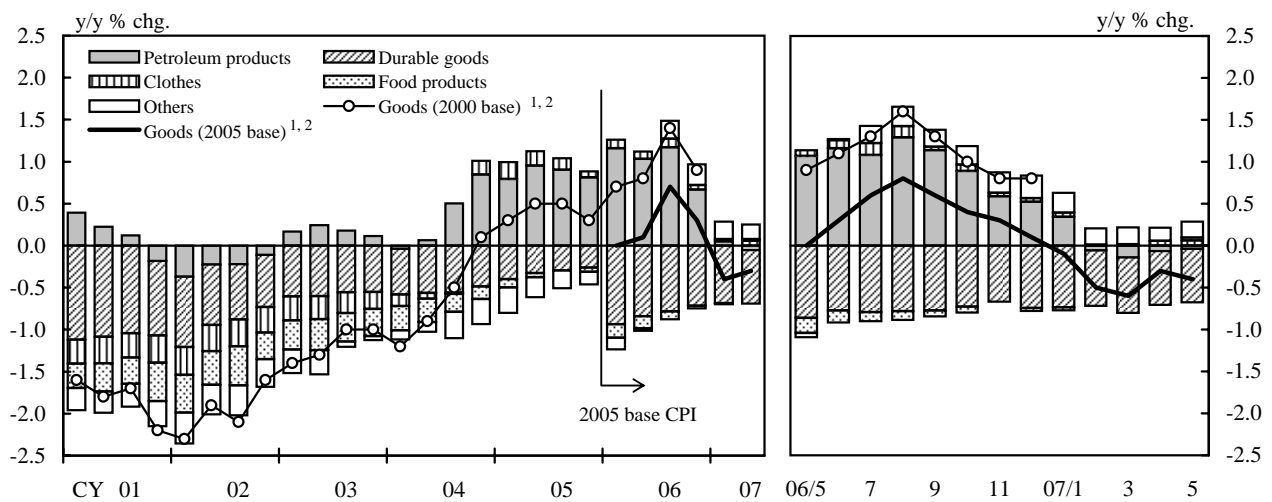 y/y % chg.
y/y % chg.
2.5
2.0
1.5
1.0
0.5
0.0
-0.5
-1.0
-1.5
-2.0
-2.5
Petroleum products
Durable goods
Clothes
Food products
Others
Goods (2000 base) 1, 2
Goods (2005 base) 1, 2
2005 base CPI
CY 01 02 03 04 05 06 07
2.5
2.0
1.5
1.0
0.5
0.0
-0.5
-1.0
-1.5
-2.0
-2.5
06/5 7 9 11 07/1 3 5